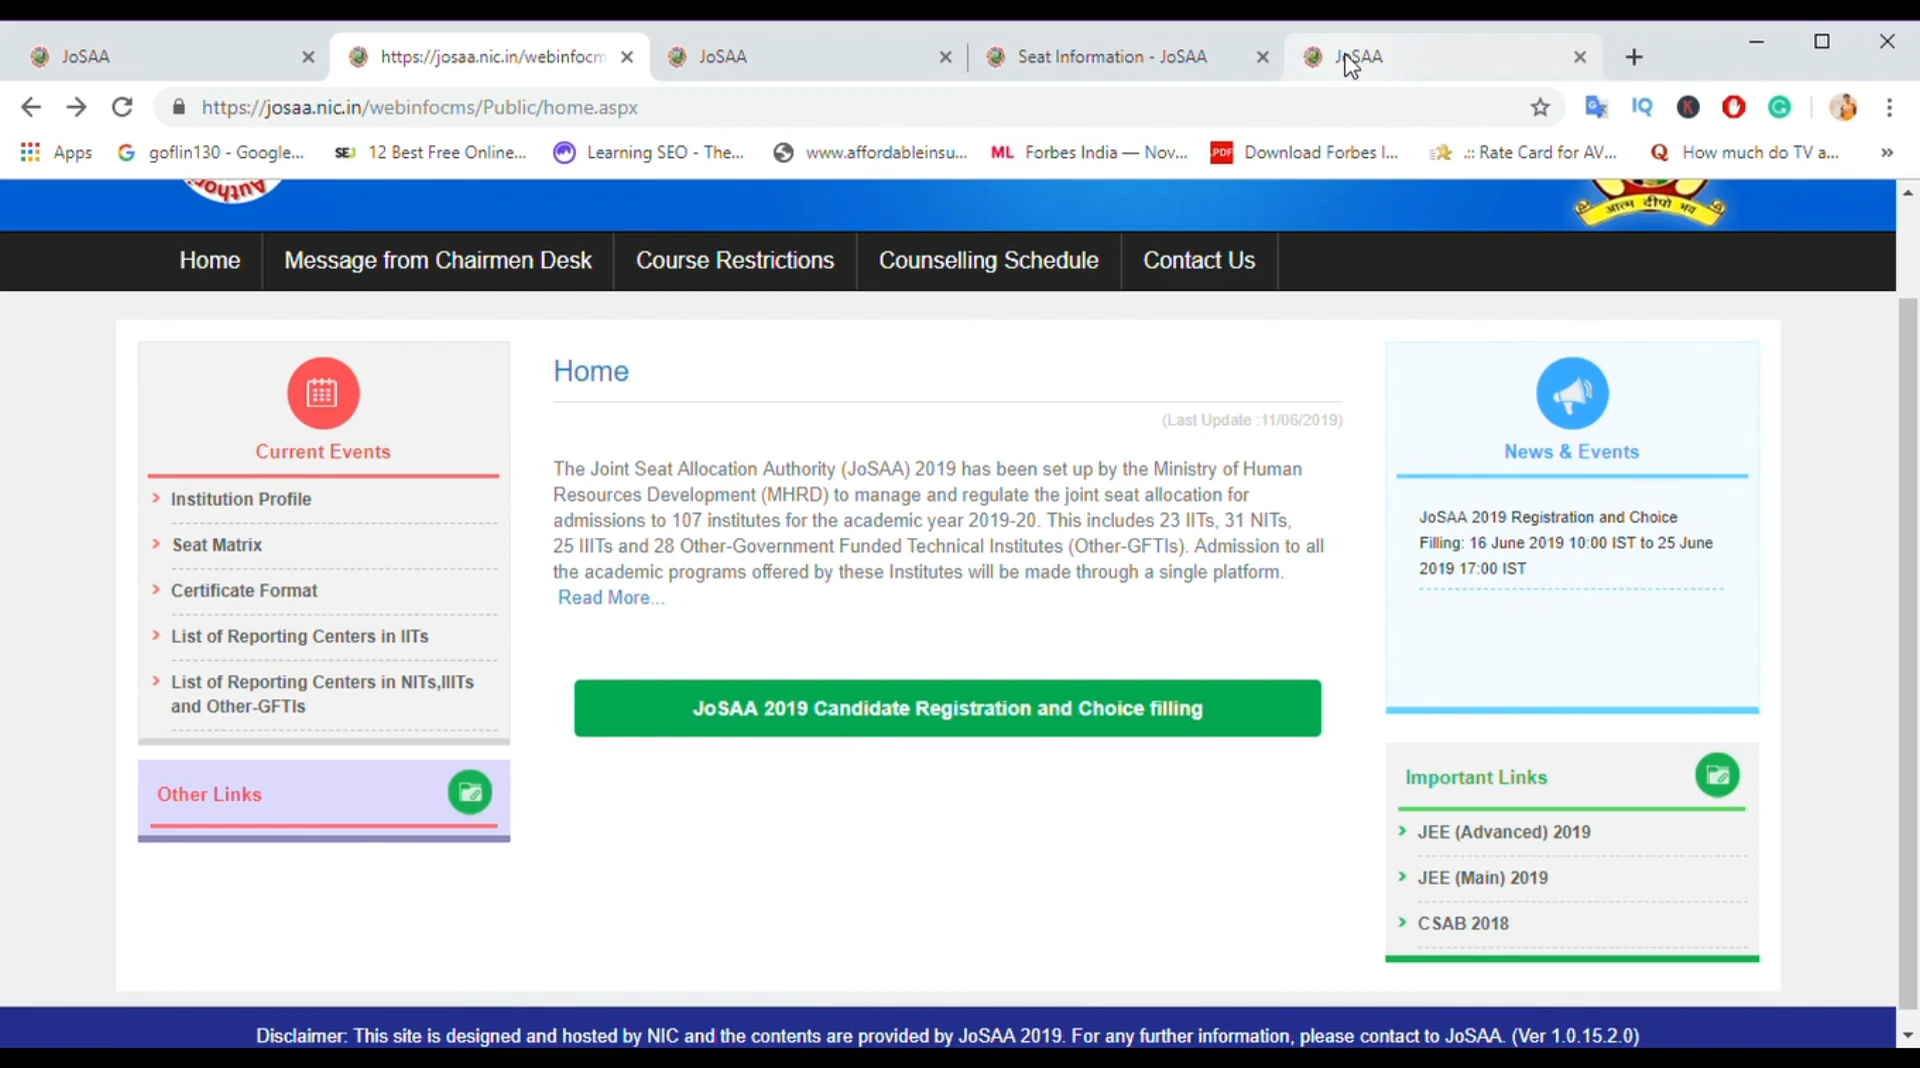 JoSAA
https://josaa.nic.in/webinfocm
JoSAA
Seat Information - JoSAA
JoSAA
https://josaa.nic.in/webinfocms/Public/home.aspx
IQ
K
Apps
goflin130 - Google...
SEJ 12 Best Free Online...
Learning SEO - The...
www.affordableinsu...
ML Forbes India — Nov...
PDF Download Forbes I...
.:: Rate Card for AV...
How much do TV a...
आत्म दीपो भव
Home
Message from Chairmen Desk
Course Restrictions
Counselling Schedule
Contact Us
Current Events
Institution Profile
Seat Matrix
Certificate Format
List of Reporting Centers in IITs
List of Reporting Centers in NITs,IIITs
and Other-GFTIs
Other Links
Home
(Last Update :11/06/2019)
The Joint Seat Allocation Authority (JoSAA) 2019 has been set up by the Ministry of Human
Resources Development (MHRD) to manage and regulate the joint seat allocation for
admissions to 107 institutes for the academic year 2019-20. This includes 23 IITs, 31 NITs,
25 IIITs and 28 Other-Government Funded Technical Institutes (Other-GFTIs). Admission to all
the academic programs offered by these Institutes will be made through a single platform.
Read More...
JoSAA 2019 Candidate Registration and Choice filling
News & Events
JoSAA 2019 Registration and Choice
Filling: 16 June 2019 10:00 IST to 25 June
2019 17:00 IST
Important Links
JEE (Advanced) 2019
JEE (Main) 2019
CSAB 2018
Disclaimer: This site is designed and hosted by NIC and the contents are provided by JoSAA 2019. For any further information, please contact to JoSAA. (Ver 1.0.15.2.0)